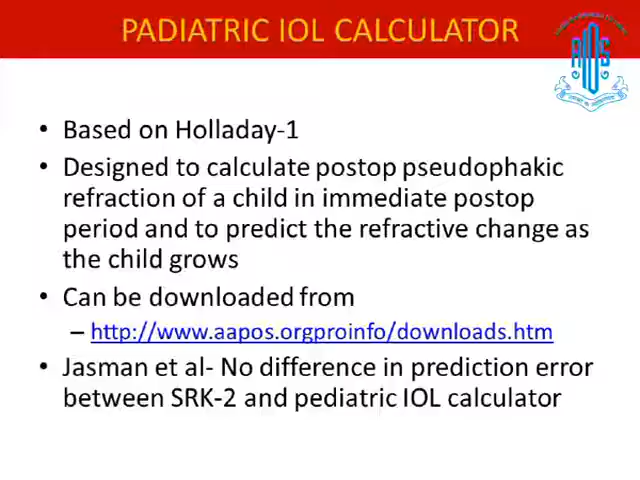 PADIATRIC IOL CALCULATOR
• Based on Holladay-1
• Designed to calculate postop pseudophakic
refraction of a child in immediate postop
period and to predict the refractive change as
the child grows
• Can be downloaded from
– http://www.aapos.orgproinfo/downloads.htm
• Jasman et al- No difference in prediction error
between SRK-2 and pediatric IOL calculator